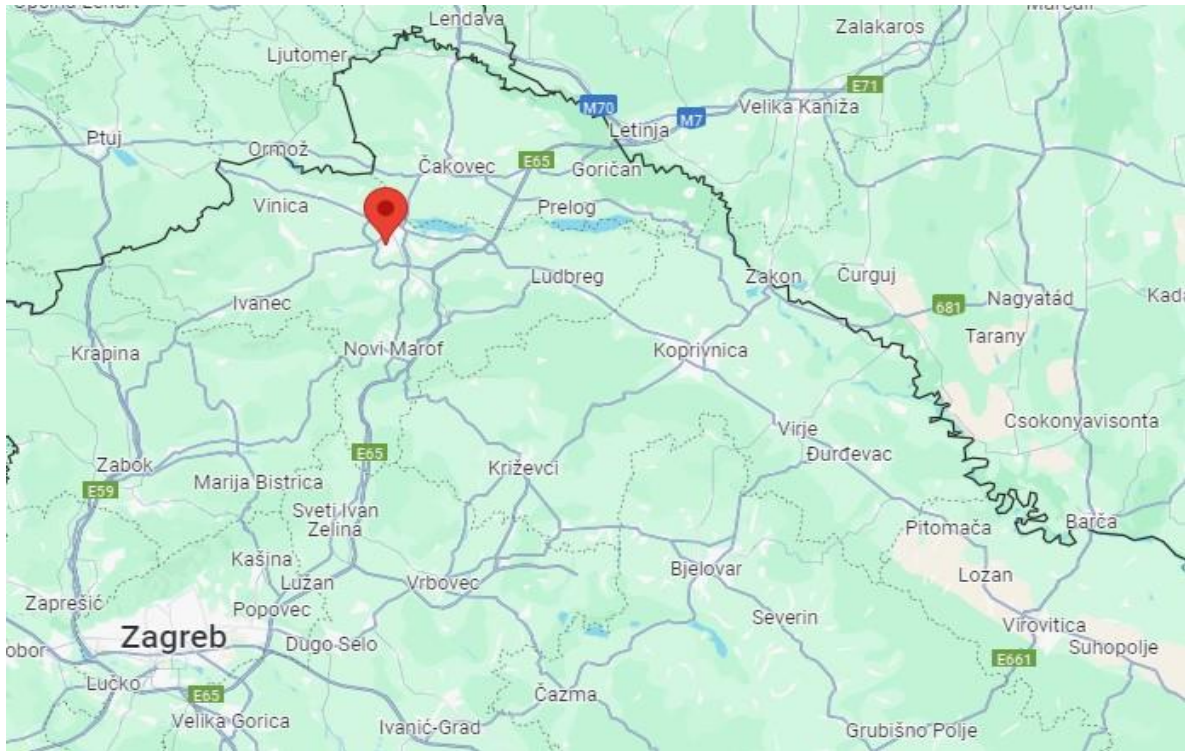 Lendava
Zalakaros
Ljutomer
E71
M70
Velika Kaniža
M7
Letinja
Ptuj
Ormož
E65
Čakovec
Goričan
Vinica
Prelog
Zakon
Ludbreg
Čurguj
Ivanec
Nagyatád
681
Tarany
Krapina
Novi Marof
Koprivnica
Csokonyavisonta
Virje
E65
Đurđevac
Zabok
Križevci
Marija Bistrica
E59
Sveti Ivan
Zelina
Pitomača
Barča
Kašina
Lužan
Vrbovec
Bjelovar
Lozan
Zaprešić
Popovec
Severin
Virovitica
Zagreb
Dugo Selo
Suhopolje
E661
Lučko
E65
Čazma
Velika Gorica
Ivanić-Grad
Grubišno Polje